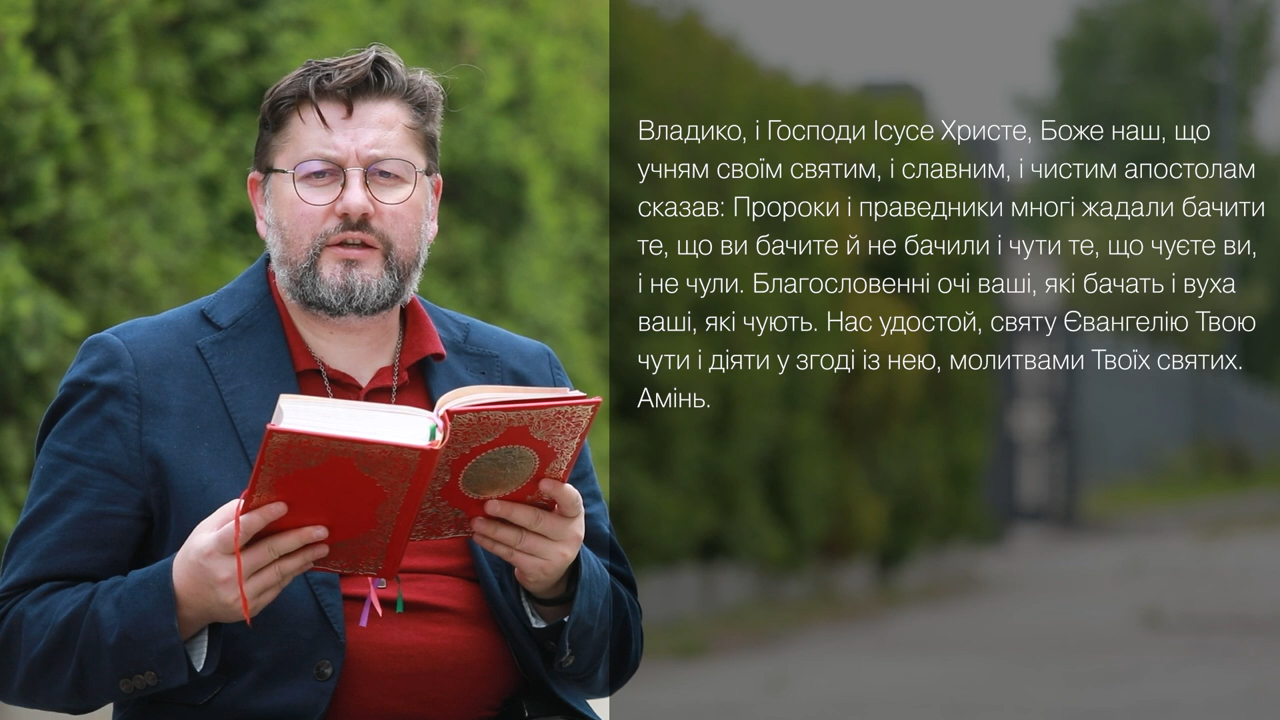 Владико, і Господи Ісусе Христе, Боже наш, що
учням своїм святим, і славним, і чистим апостолам
сказав: Пророки і праведники многі жадали бачити
те, що ви бачите й не бачили і чути те, що чуєте ви,
і не чули. Благословенні очі ваші, які бачать і вуха
ваші, які чують. Нас удостой, святу Євангелію Твою
чути і діяти у згоді із нею, молитвами Твоїх святих.
Амінь.